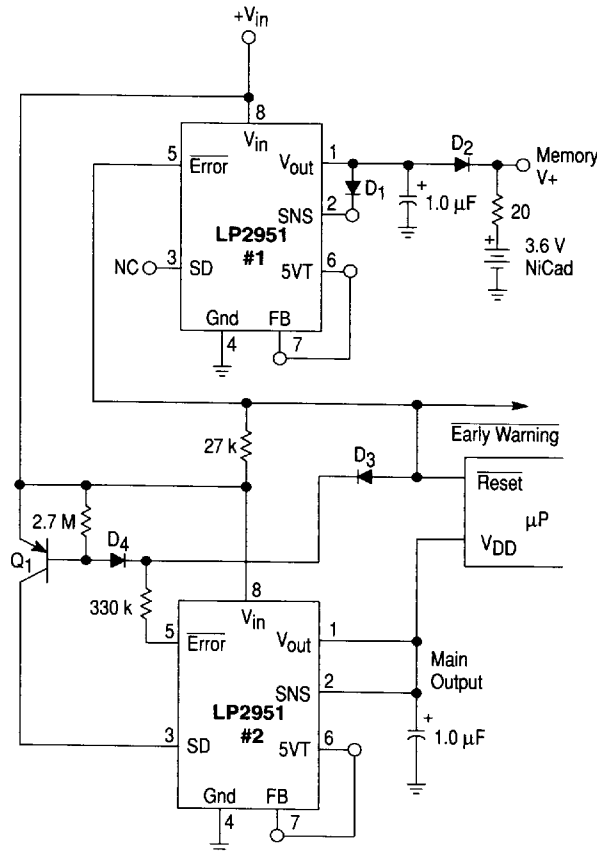 +Vin
8
Vin
5
Error
Vout
1
D2
Memory
V+
D1
+
1.0 µF
20
2
SNS
LP2951
#1
+
3.6 V
NiCad
NC
3
SD
5VT
6
Gnd
FB
4
7
27 k
Early Warning
D3
Reset
µP
VDD
2.7 M
D4
Q1
330 k
8
Vin
5
Error
Vout
1
Main
Output
SNS
2
LP2951
#2
+
1.0 µF
3
SD
5VT
6
Gnd
FB
4
7